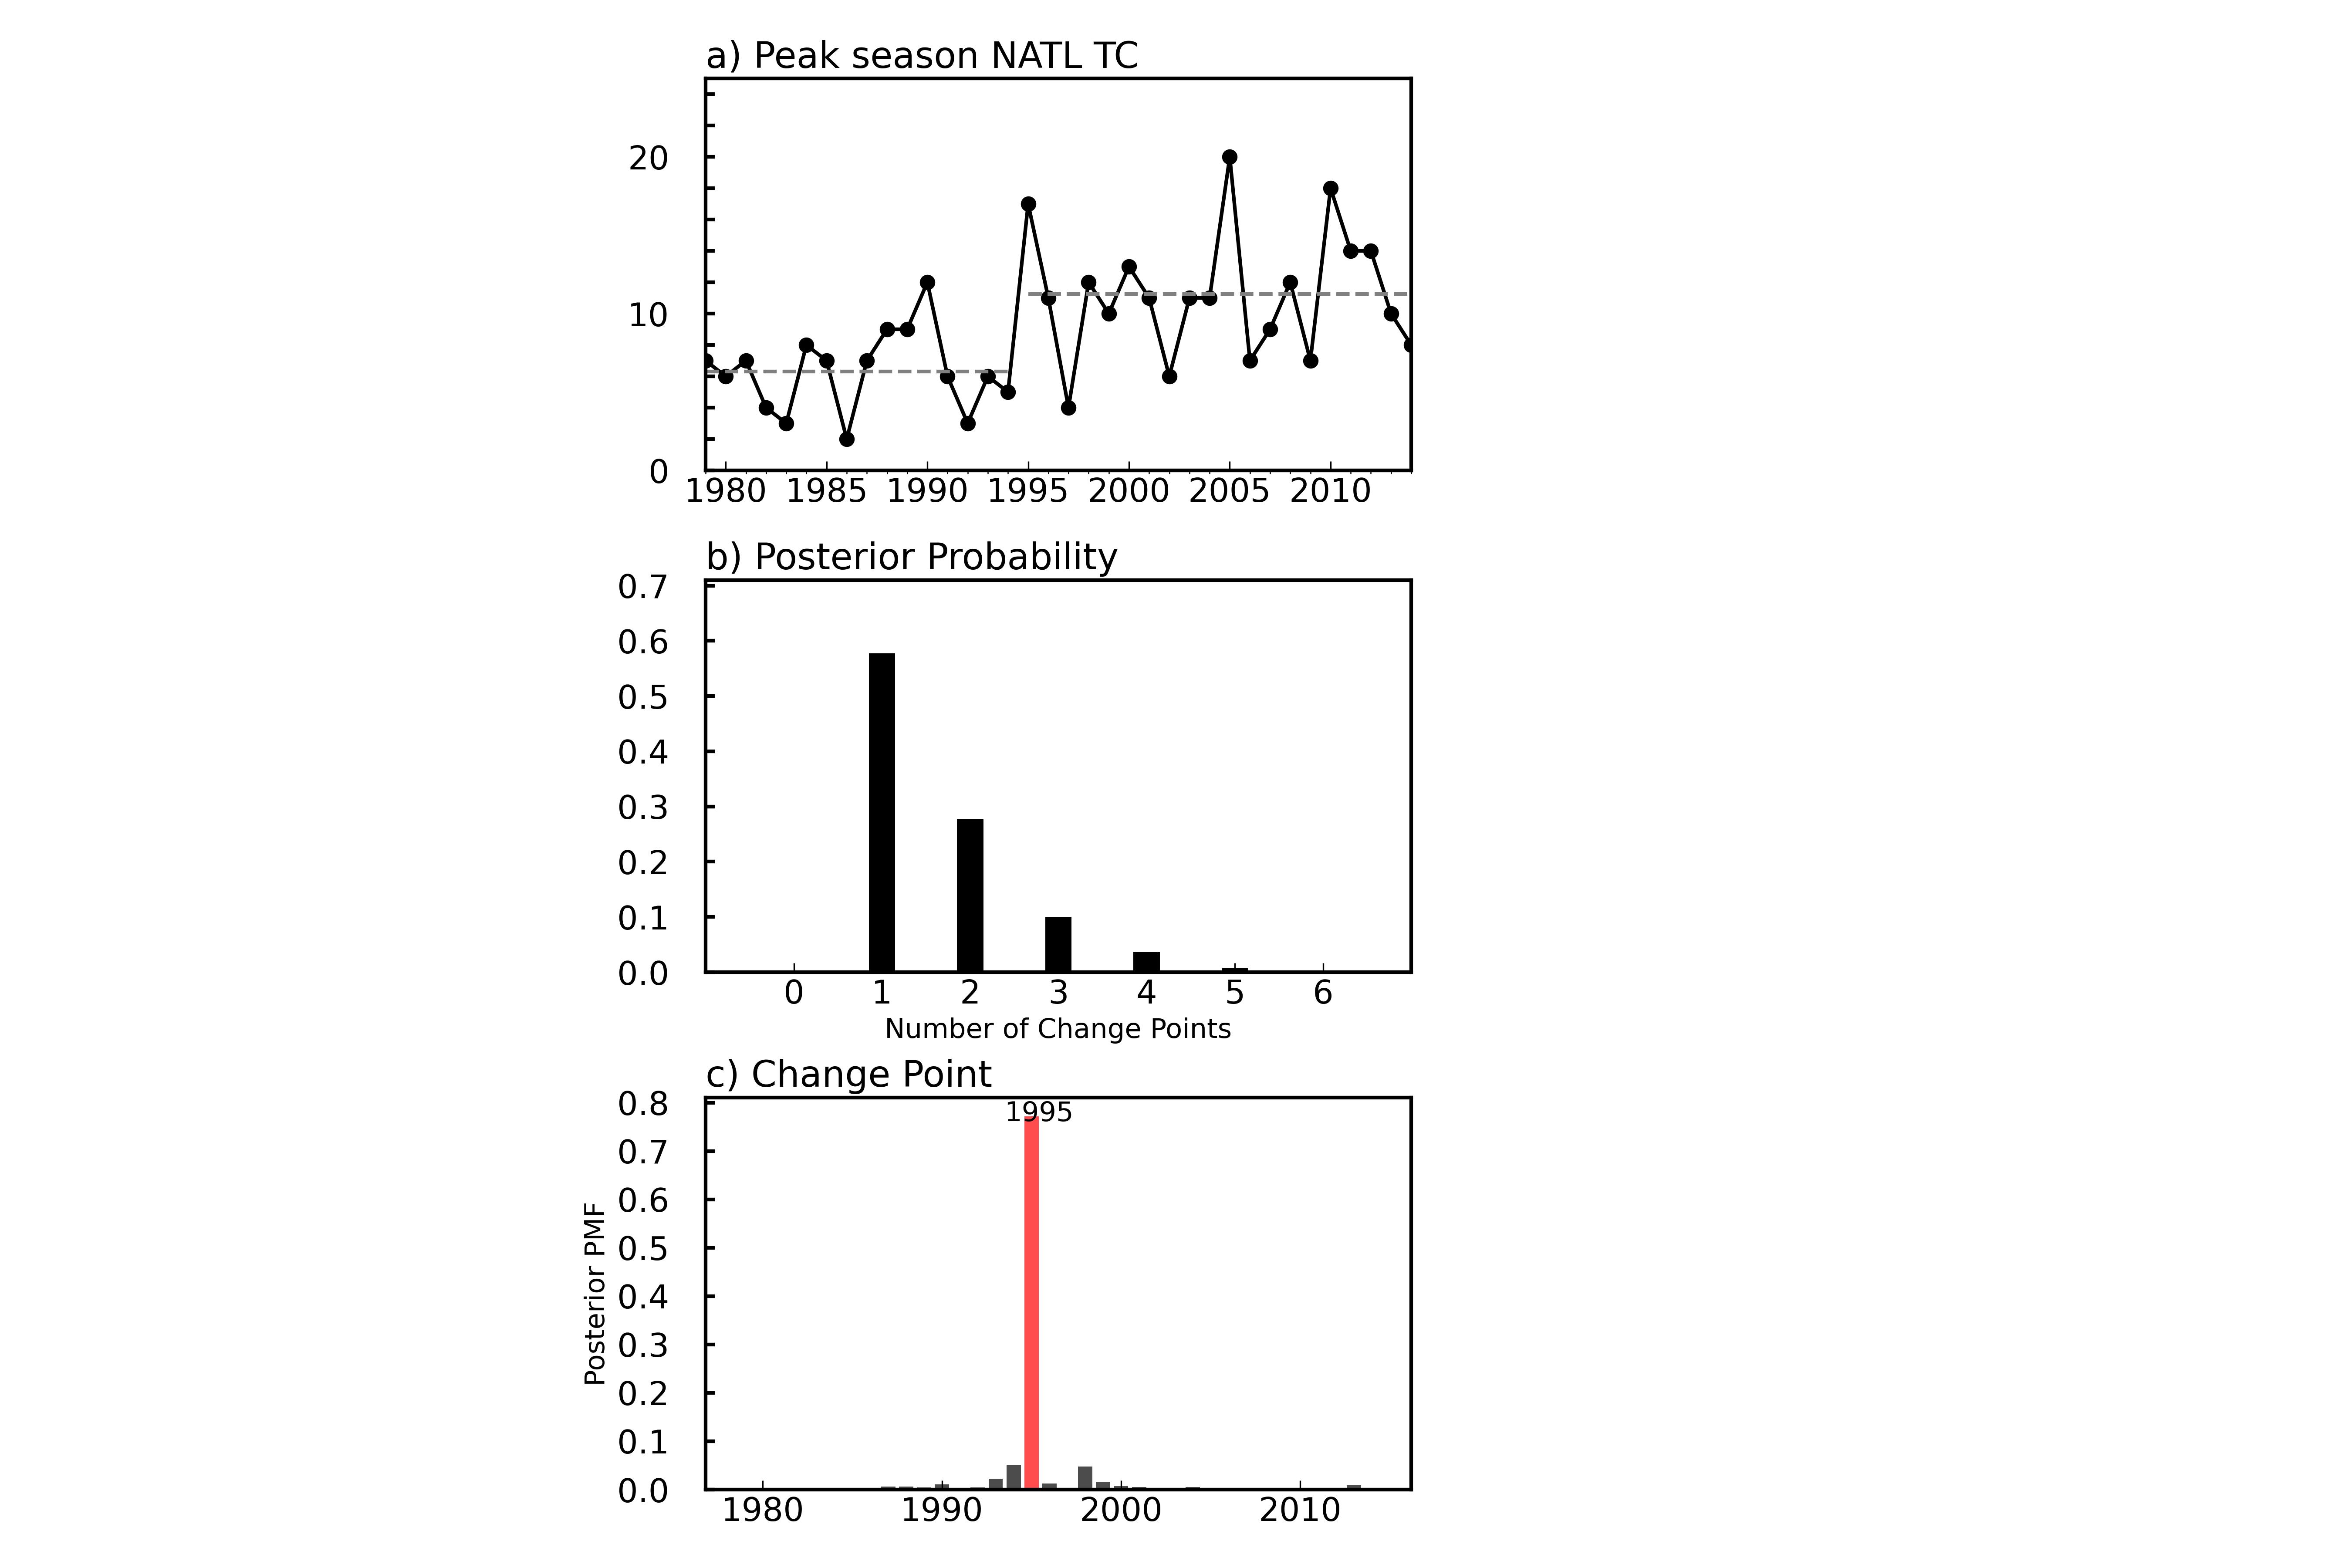 a) Peak season NATL TC
20
10
0
1980 1985 1990 1995 2000 2005 2010
b) Posterior Probability
0.7
0.6
0.5
0.4
0.3
0.2
0.1
0.0
0 1 2 3 4 5 6
Number of Change Points
c) Change Point
1995
Posterior PMF
0.8
0.7
0.6
0.5
0.4
0.3
0.2
0.1
0.0
1980 1990 2000 2010